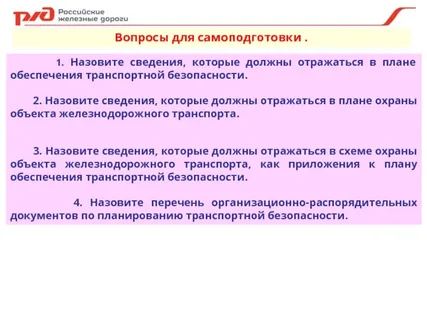 ржд Российские
железные дороги
Вопросы для самоподготовки .
1. Назовите сведения, которые должны отражаться в плане
обеспечения транспортной безопасности.
2. Назовите сведения, которые должны отражаться в плане охраны
объекта железнодорожного транспорта.
3. Назовите сведения, которые должны отражаться в схеме охраны
объекта железнодорожного транспорта, как приложения к плану
обеспечения транспортной безопасности.
4. Назовите перечень организационно-распорядительных
документов по планированию транспортной безопасности.